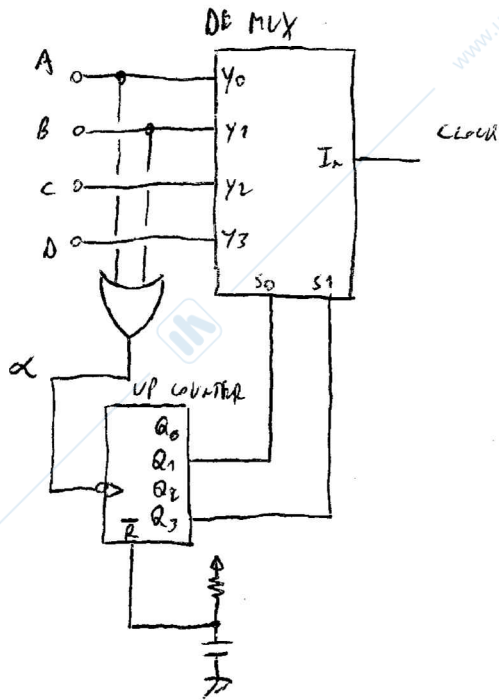 DE MUX
A
Y0
B
Y1
CLOCK
In
C
Y2
D
Y3
S0 S1
α
UP COUNTER
Q0
Q1
Q2
Q3
R̅